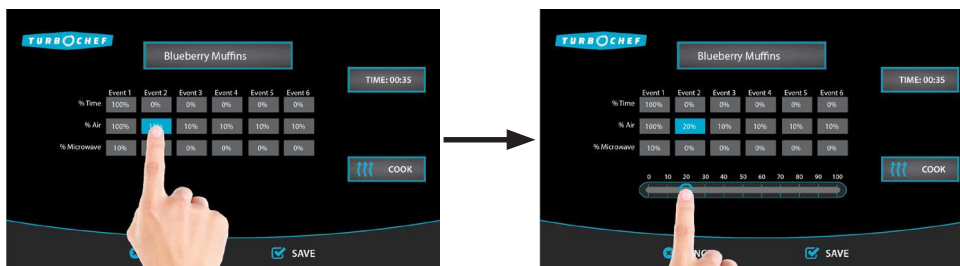 TURBOCHEF
Blueberry Muffins
TIME: 00:35
Event 1 Event 2 Event 3 Event 4 Event 5 Event 6
% Time 100% 0% 0% 0% 0% 0%
% Air 100% 10% 10% 10% 10% 10%
% Microwave 10% 0% 0% 0% 0%
COOK
SAVE
TURBOCHEF
Blueberry Muffins
TIME: 00:35
Event 1 Event 2 Event 3 Event 4 Event 5 Event 6
% Time 100% 0% 0% 0% 0% 0%
% Air 100% 20% 10% 10% 10% 10%
% Microwave 10% 0% 0% 0% 0% 0%
COOK
0 10 20 30 40 50 60 70 80 90 100
SAVE